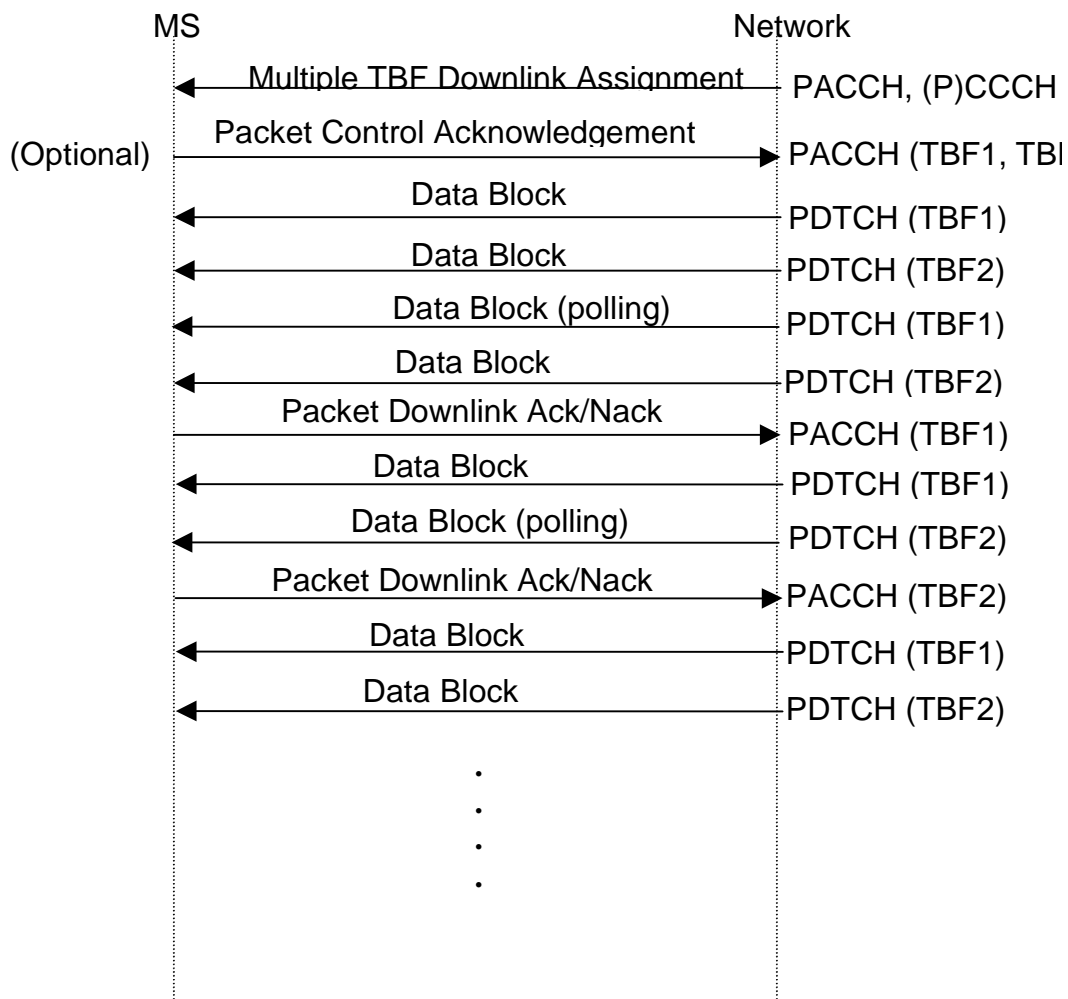 MS Network
Multiple TBF Downlink Assignment PACCH, (P)CCCH
Packet Control Acknowledgement
(Optional) PACCH (TBF1,
Data Block
PDTCH (TBF1)
Data Block
PDTCH (TBF2)
Data Block (polling)
PDTCH (TBF1)
Data Block
PDTCH (TBF2)
Packet Downlink Ack/Nack
PACCH (TBF1)
Data Block
PDTCH (TBF1)
Data Block (polling)
PDTCH (TBF2)
Packet Downlink Ack/Nack
PACCH (TBF2)
Data Block
PDTCH (TBF1)
Data Block
PDTCH (TBF2)